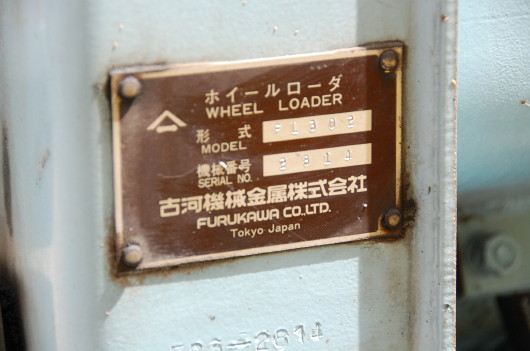 ホイールローダ
WHEEL LOADER
形式 FL302
MODEL
機械番号 2814
SERIAL NO.
古河機械金属株式会社
FURUKAWA CO.,LTD.
Tokyo Japan